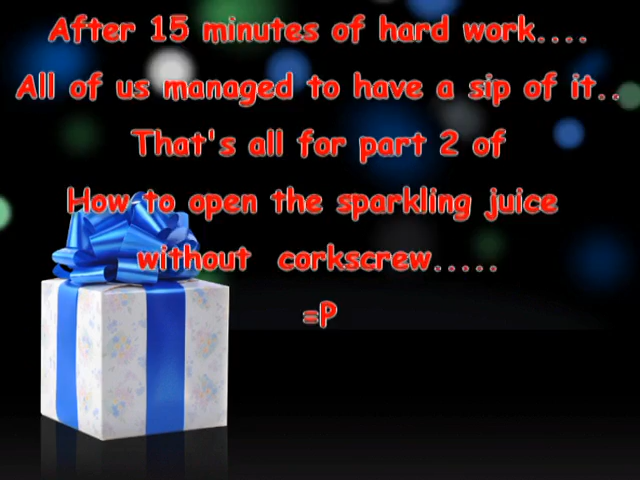 After 15 minutes of hard work....
All of us managed to have a sip of it..
That's all for part 2 of
How to open the sparkling juice
without corkscrew.....
=P